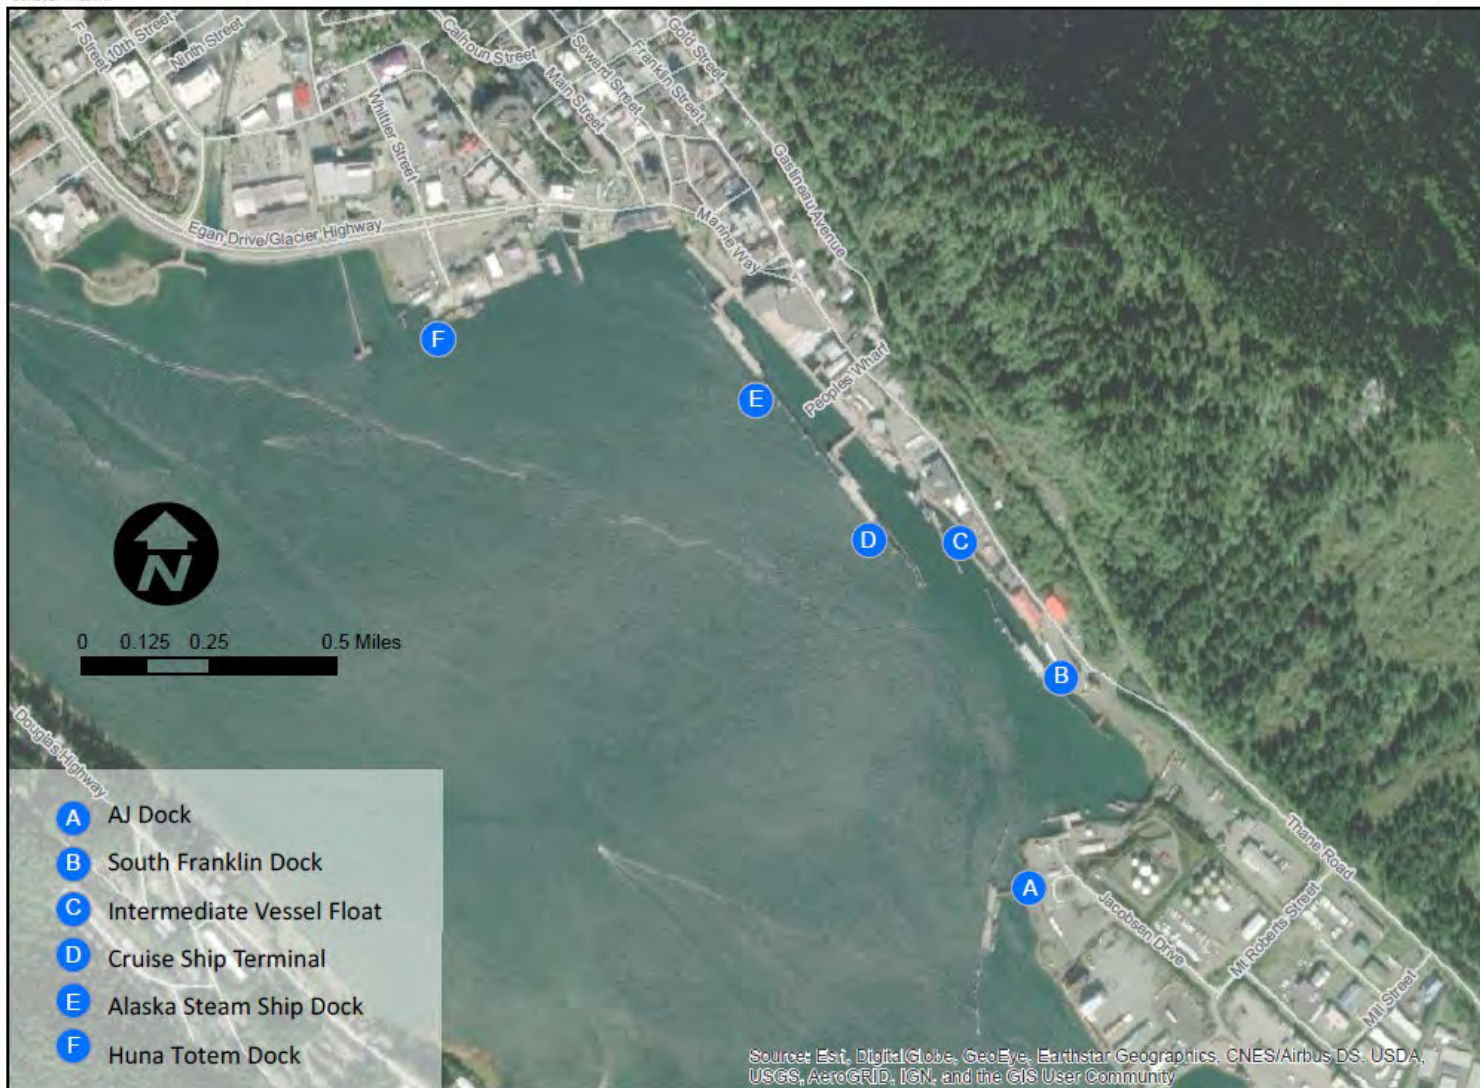 F Street
10th Street
Ninth Street
Calhoun Street
Seward Street
Main Street
Franklin Street
Gold Street
Whittier Street
Gastineau Avenue
Egan Drive/Glacier Highway
Marine Way
Peoples Wharf
F
E
D
C
B
A
N
0 0.125 0.25 0.5 Miles
Douglas Highway
Thane Road
Jacobsen Drive
Mt Roberts Street
Mill Street
A AJ Dock
B South Franklin Dock
C Intermediate Vessel Float
D Cruise Ship Terminal
E Alaska Steam Ship Dock
F Huna Totem Dock
Source: Esri, DigitalGlobe, GeoEye, Earthstar Geographics, CNES/Airbus DS, USDA,
USGS, AeroGRID, IGN, and the GIS User Community